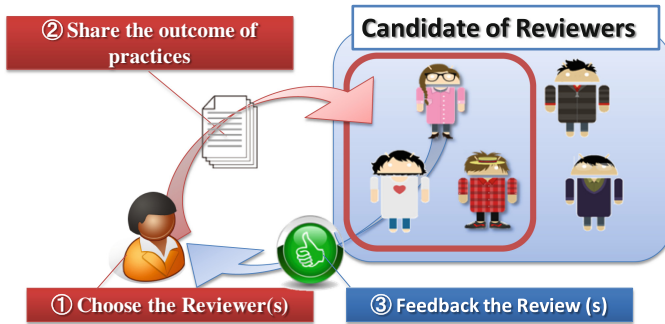 ② Share the outcome of
practices
Candidate of Reviewers
① Choose the Reviewer(s)
③ Feedback the Review (s)